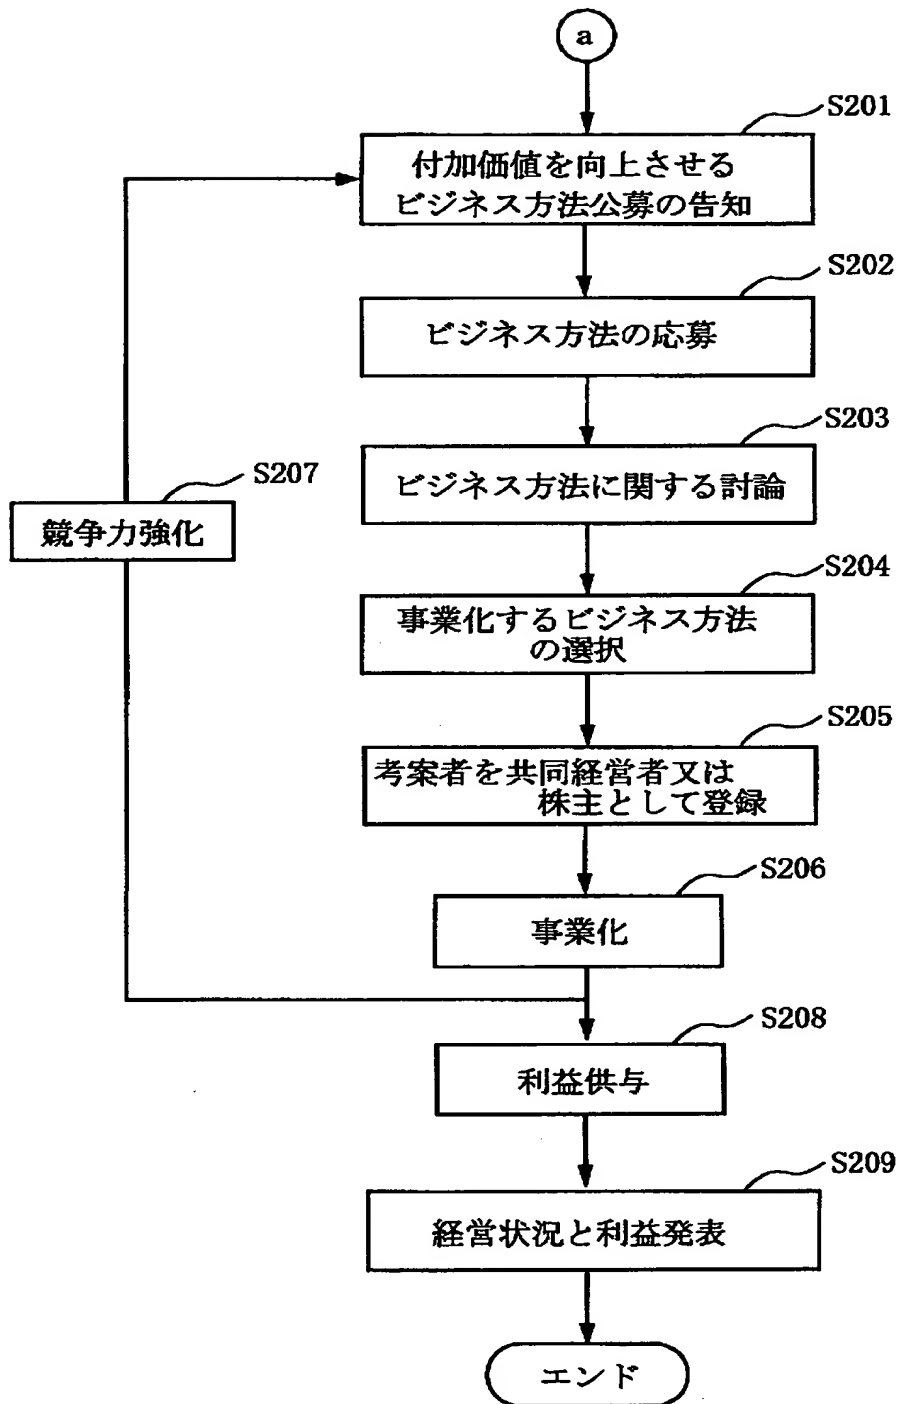 a
S201
付加価値を向上させる
ビジネス方法公募の告知
S202
ビジネス方法の応募
S203
ビジネス方法に関する討論
S207
競争力強化
S204
事業化するビジネス方法
の選択
S205
考案者を共同経営者又は
株主として登録
S206
事業化
S208
利益供与
S209
経営状況と利益発表
エンド